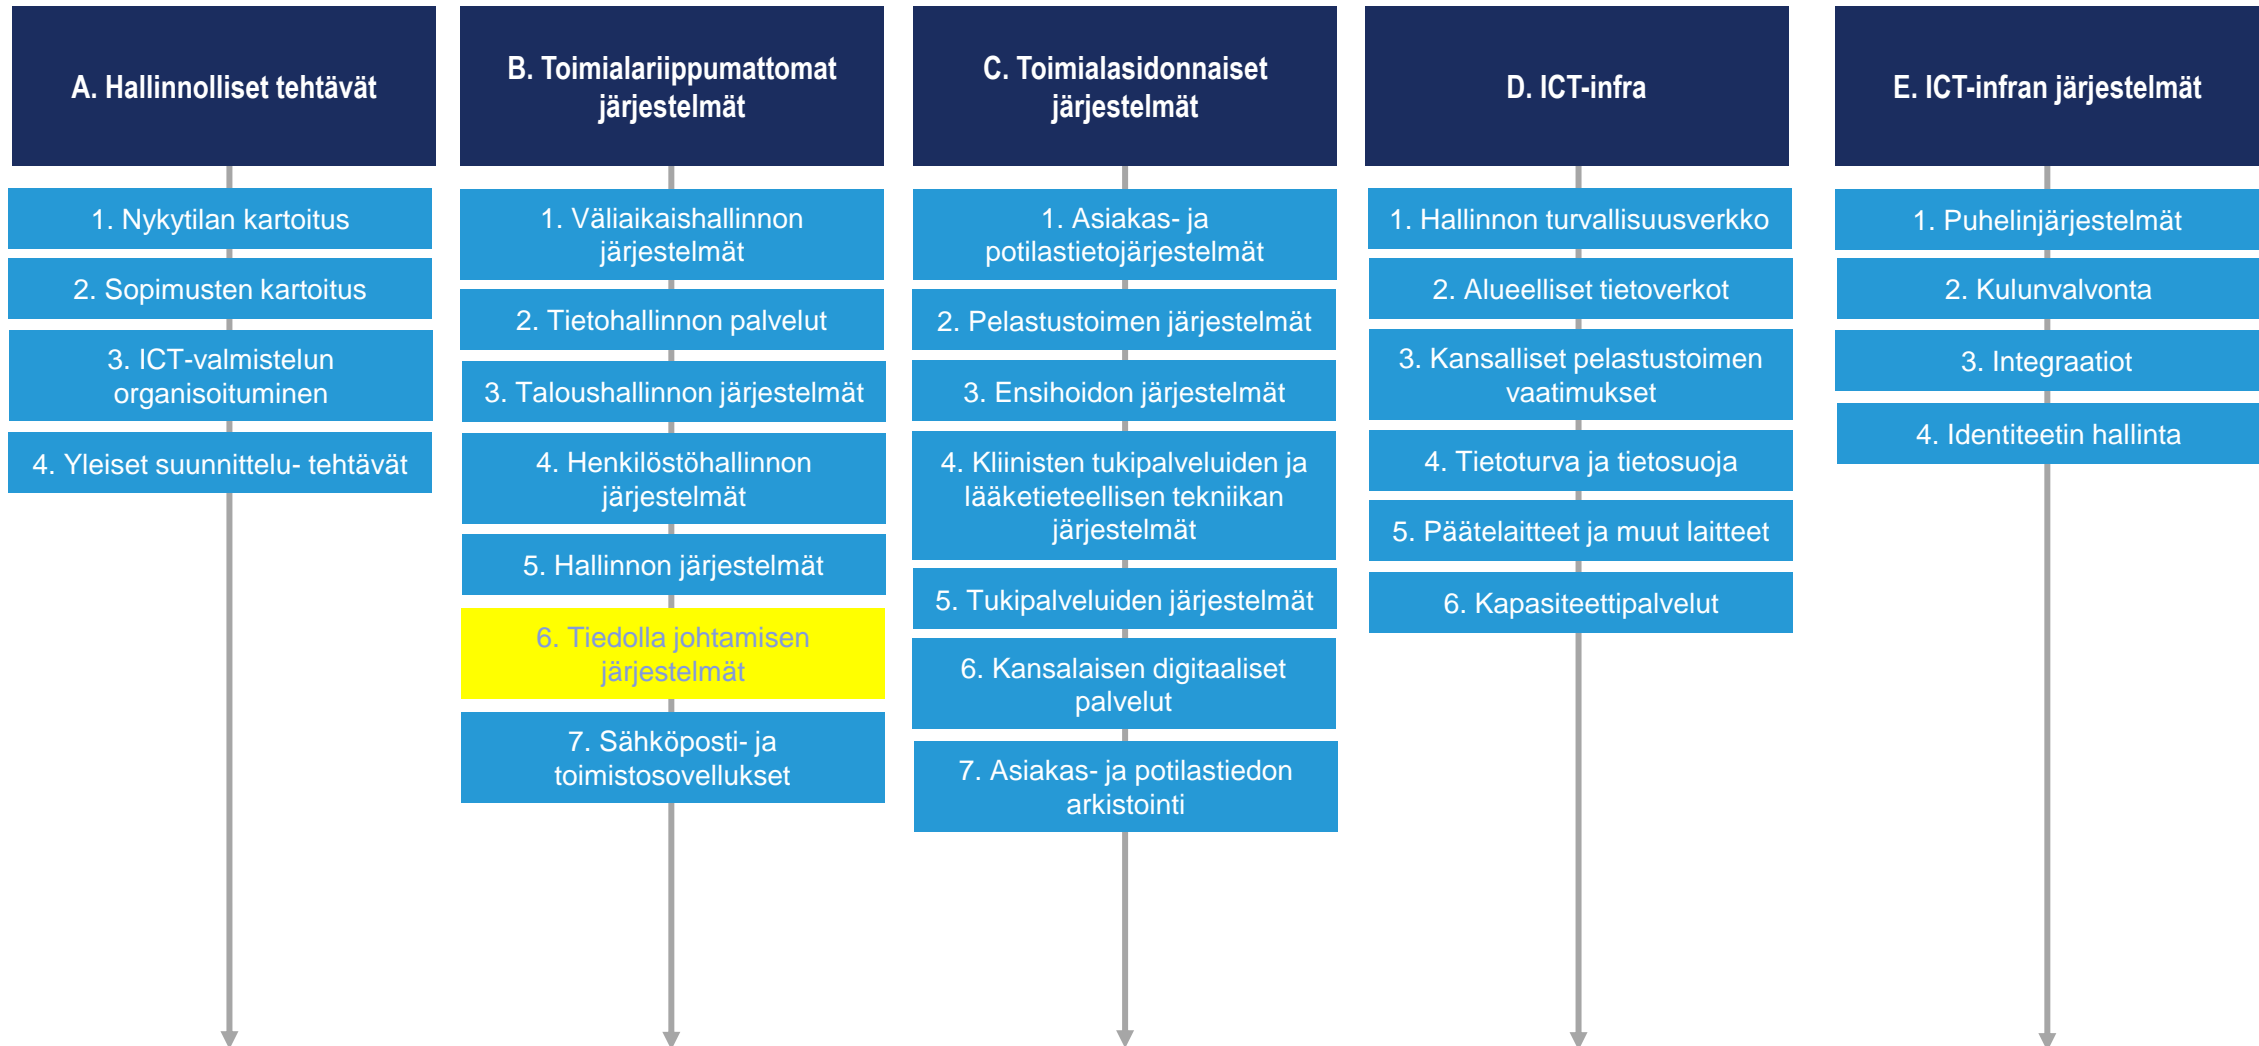 A. Hallinnolliset tehtävät
1. Nykytilan kartoitus
2. Sopimusten kartoitus
3. ICT-valmistelun
organisoituminen
4. Yleiset suunnittelu- tehtävät
B. Toimialariippumattomat
järjestelmät
1. Väliaikaishallinnon
järjestelmät
2. Tietohallinnon palvelut
3. Taloushallinnon järjestelmät
4. Henkilöstöhallinnon
järjestelmät
5. Hallinnon järjestelmät
6. Tiedolla johtamisen
järjestelmät
7. Sähköposti- ja
toimistosovellukset
C. Toimialasidonnaiset
järjestelmät
1. Asiakas- ja
potilastietojärjestelmät
2. Pelastustoimen järjestelmät
3. Ensihoidon järjestelmät
4. Kliinisten tukipalveluiden ja
lääketieteellisen tekniikan
järjestelmät
5. Tukipalveluiden järjestelmät
6. Kansalaisen digitaaliset
palvelut
7. Asiakas- ja potilastiedon
arkistointi
D. ICT-infra
1. Hallinnon turvallisuusverkko
2. Alueelliset tietoverkot
3. Kansalliset pelastustoimen
vaatimukset
4. Tietoturva ja tietosuoja
5. Päätelaitteet ja muut laitteet
6. Kapasiteettipalvelut
E. ICT-infran järjestelmät
1. Puhelinjärjestelmät
2. Kulunvalvonta
3. Integraatiot
4. Identiteetin hallinta